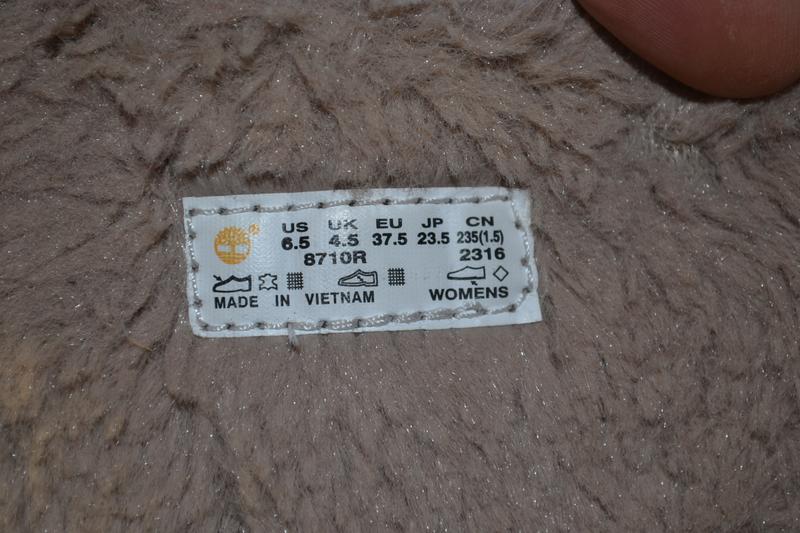 US UK EU JP CN
6.5 4.5 37.5 23.5 235(1.5)
8710R 2316
MADE IN VIETNAM WOMENS